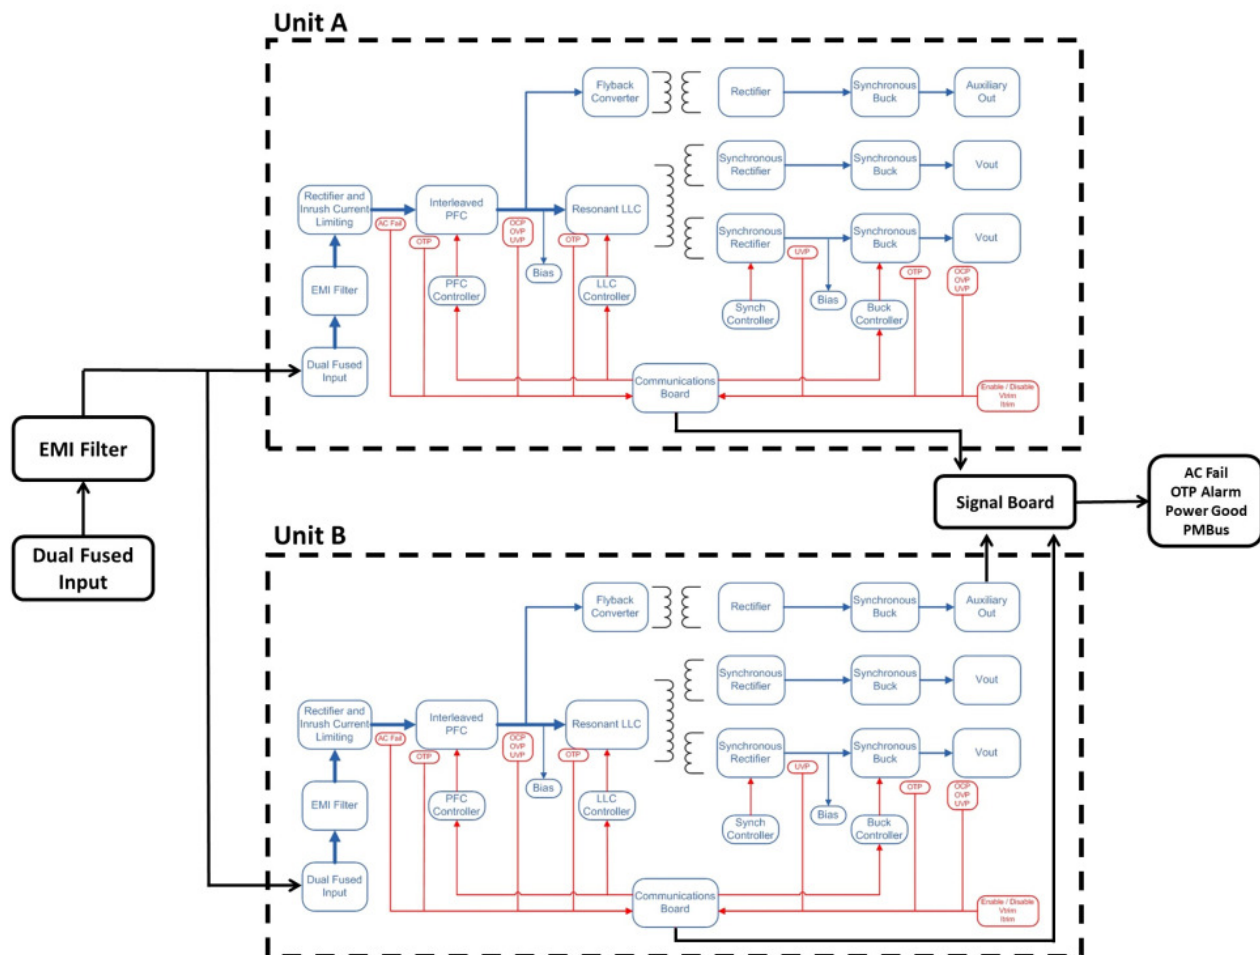 Unit A
Flyback
Converter
Rectifier
Synchronous
Buck
Auxiliary
Out
Synchronous
Rectifier
Synchronous
Buck
Vout
Rectifier and
Inrush Current
Limiting
Interleaved
PFC
Resonant LLC
Synchronous
Rectifier
Synchronous
Buck
Vout
AC Fail
OTP
OCP
OVP
UVP
OTP
UVP
OTP
OCP
OVP
UVP
Bias
Bias
EMI Filter
PFC
Controller
LLC
Controller
Synch
Controller
Buck
Controller
Dual Fused
Input
Communications
Board
Enable / Disable
Vtrim
Itrim
EMI Filter
Dual Fused
Input
Signal Board
AC Fail
OTP Alarm
Power Good
PMBus
Unit B
Flyback
Converter
Rectifier
Synchronous
Buck
Auxiliary
Out
Synchronous
Rectifier
Synchronous
Buck
Vout
Rectifier and
Inrush Current
Limiting
Interleaved
PFC
Resonant LLC
Synchronous
Rectifier
Synchronous
Buck
Vout
AC Fail
OTP
OCP
OVP
UVP
OTP
UVP
OTP
OCP
OVP
UVP
Bias
Bias
EMI Filter
PFC
Controller
LLC
Controller
Synch
Controller
Buck
Controller
Dual Fused
Input
Communications
Board
Enable / Disable
Vtrim
Itrim